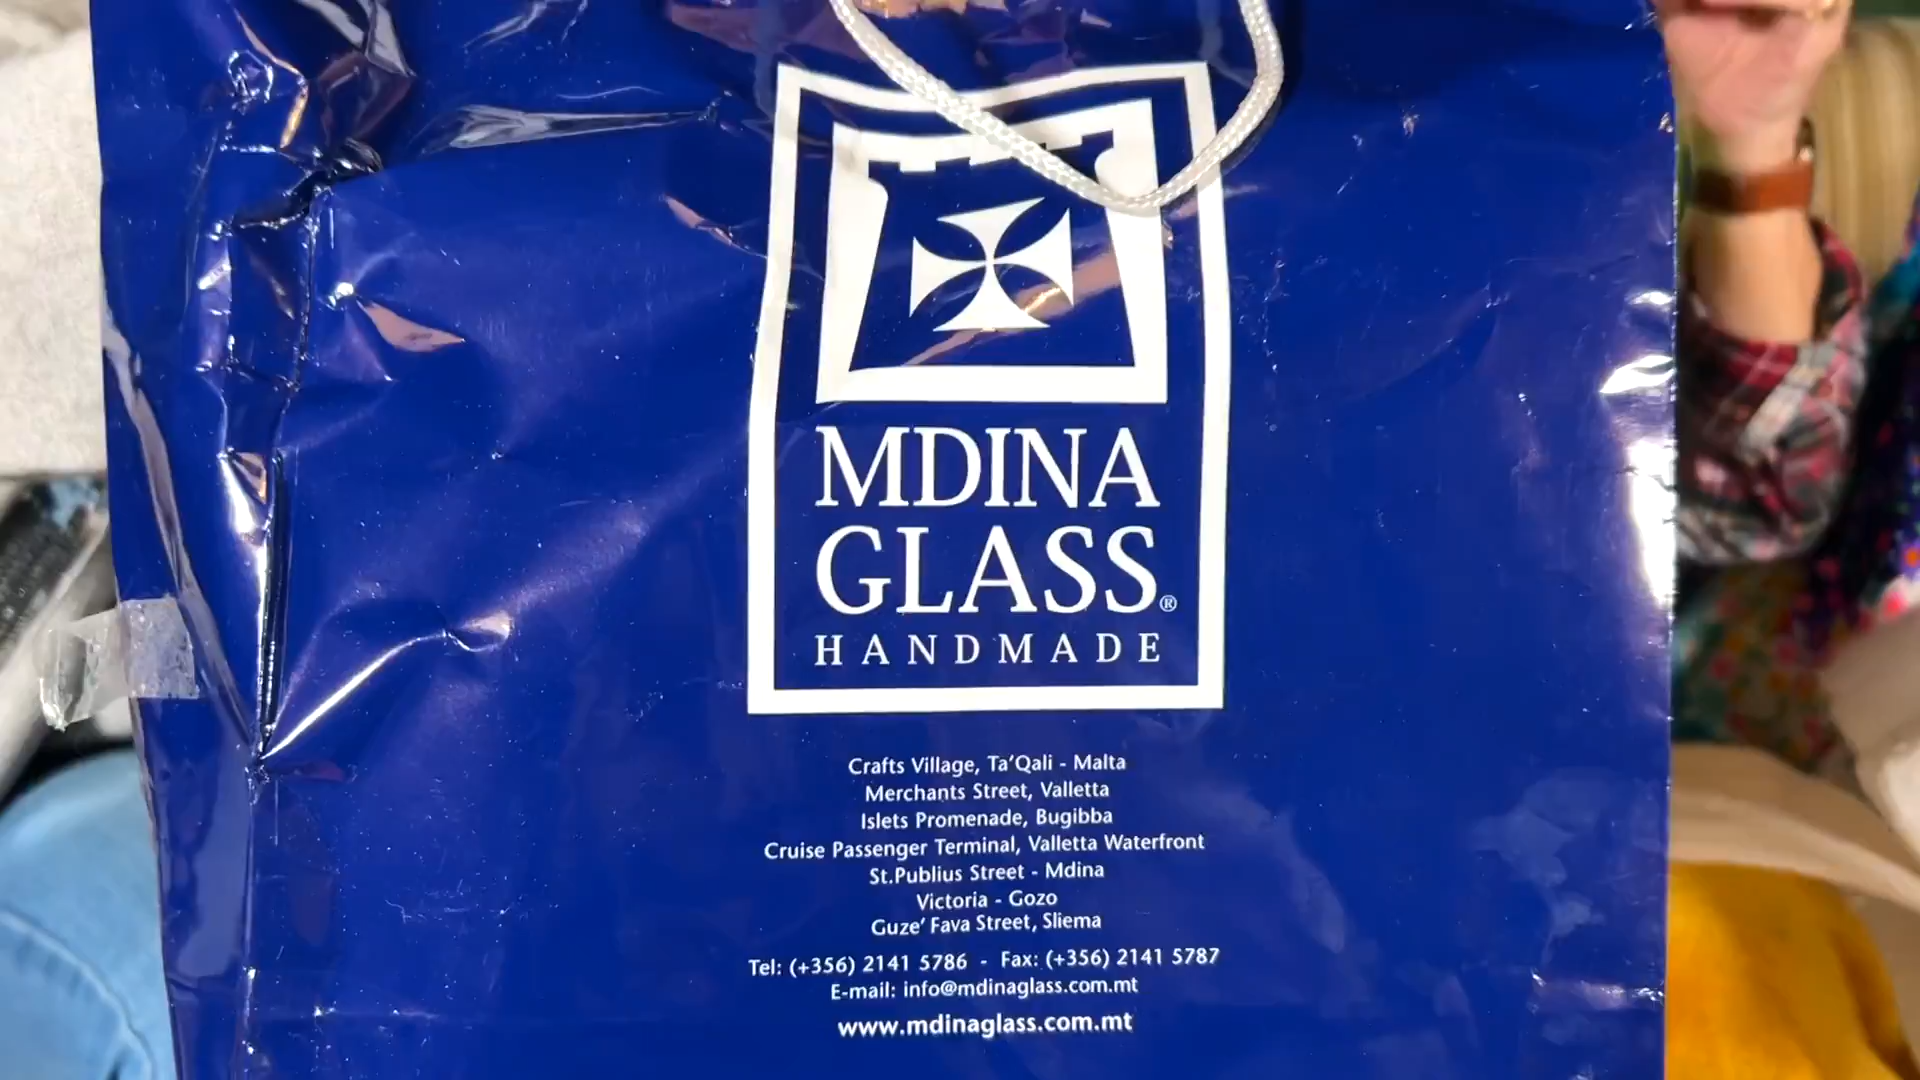 MDINA
GLASS®
HANDMADE
Crafts Village, Ta'Qali - Malta
Merchants Street, Valletta
Islets Promenade, Bugibba
Cruise Passenger Terminal, Valletta Waterfront
St.Publius Street - Mdina
Victoria - Gozo
Guze' Fava Street, Sliema
Tel: (+356) 2141 5786 - Fax: (+356) 2141 5787
E-mail: info@mdinaglass.com.mt
www.mdinaglass.com.mt